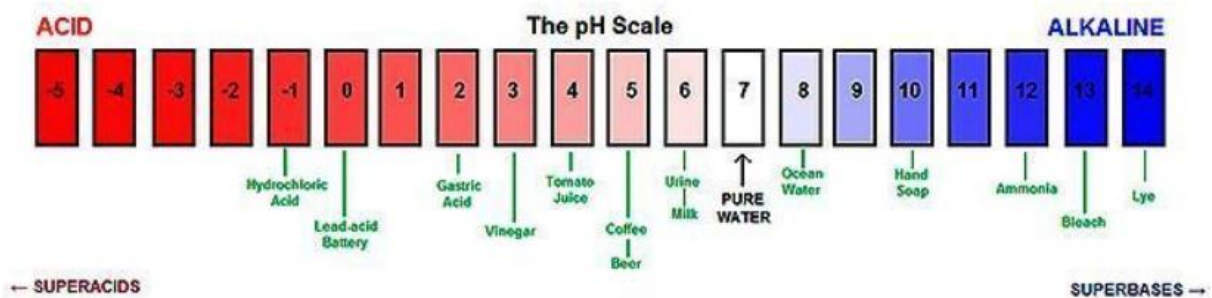 ACID The pH Scale ALKALINE
-5 -4 -3 -2 -1 0 1 2 3 4 5 6 7 8 9 10 11 12 13 14
Hydrochloric
Acid
Lead-acid
Battery
Gastric
Acid
Vinegar
Tomato
Juice
Coffee
Beer
Urine
Milk
PURE
WATER
Ocean
Water
Hand
Soap
Ammonia
Bleach
Lye
← SUPERACIDS SUPERBASES →